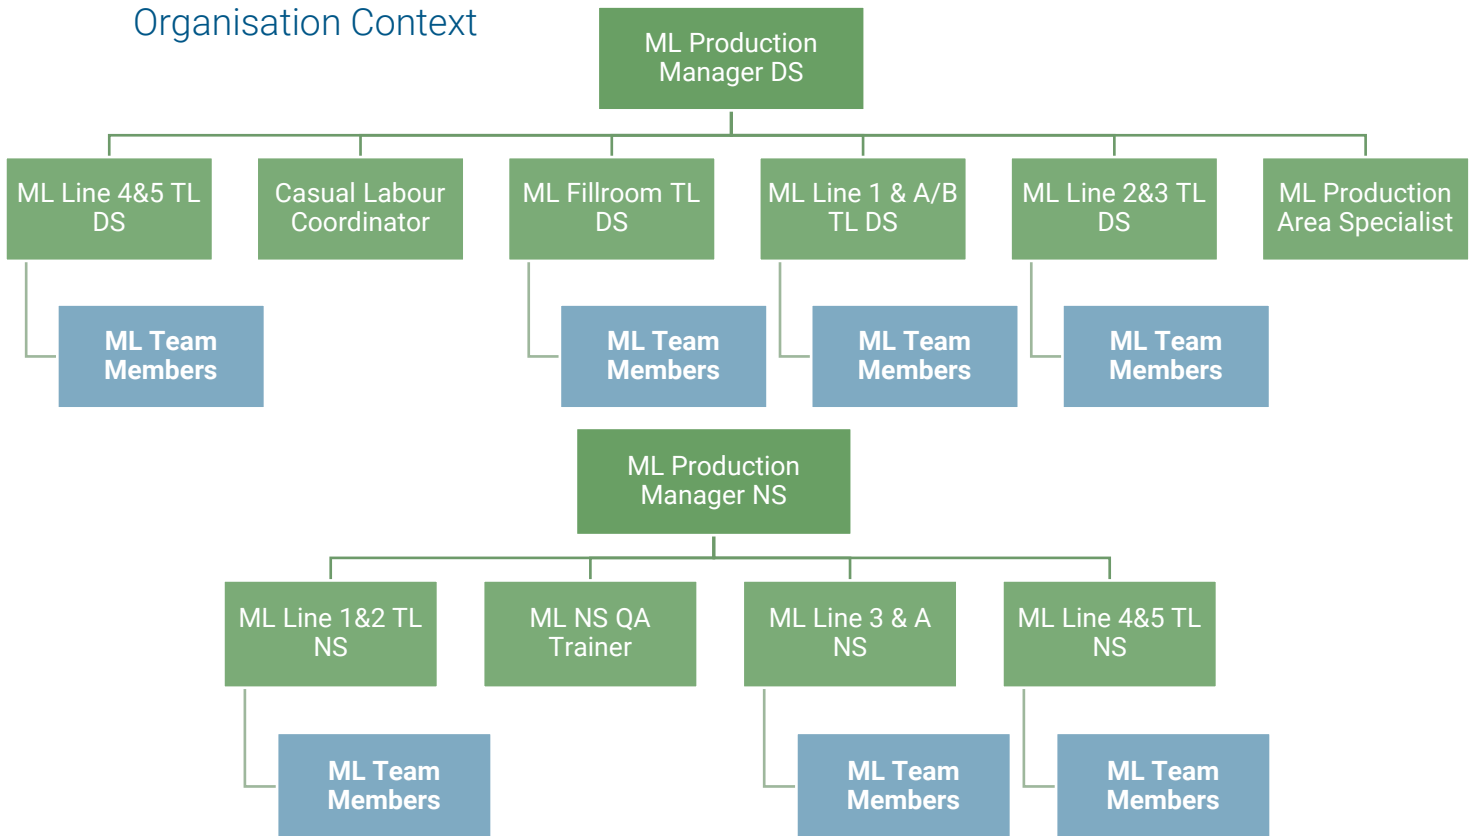 Organisation Context
ML Production
Manager DS
ML Line 4&5 TL
DS
Casual Labour
Coordinator
ML Fillroom TL
DS
ML Line 1 & A/B
TL DS
ML Line 2&3 TL
DS
ML Production
Area Specialist
ML Team
Members
ML Team
Members
ML Team
Members
ML Team
Members
ML Production
Manager NS
ML Line 1&2 TL
NS
ML NS QA
Trainer
ML Line 3 & A
NS
ML Line 4&5 TL
NS
ML Team
Members
ML Team
Members
ML Team
Members